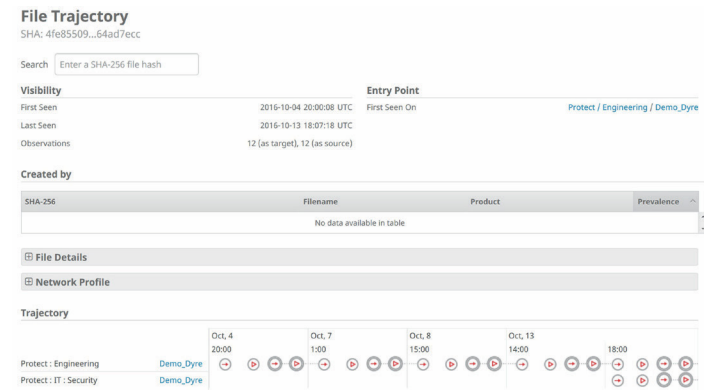 File Trajectory
SHA: 4fe85509...64ad7ecc
Search Enter a SHA-256 file hash
Visibility
First Seen 2016-10-04 20:00:08 UTC
Last Seen 2016-10-13 18:07:18 UTC
Observations 12 (as target), 12 (as source)
Entry Point
First Seen On Protect / Engineering / Demo_Dyre
Created by
SHA-256 Filename Product Prevalence
No data available in table
File Details
Network Profile
Trajectory
Oct, 4 Oct, 7 Oct, 8 Oct, 13
20:00 1:00 15:00 14:00 18:00
Protect : Engineering Demo_Dyre
Protect : IT : Security Demo_Dyre